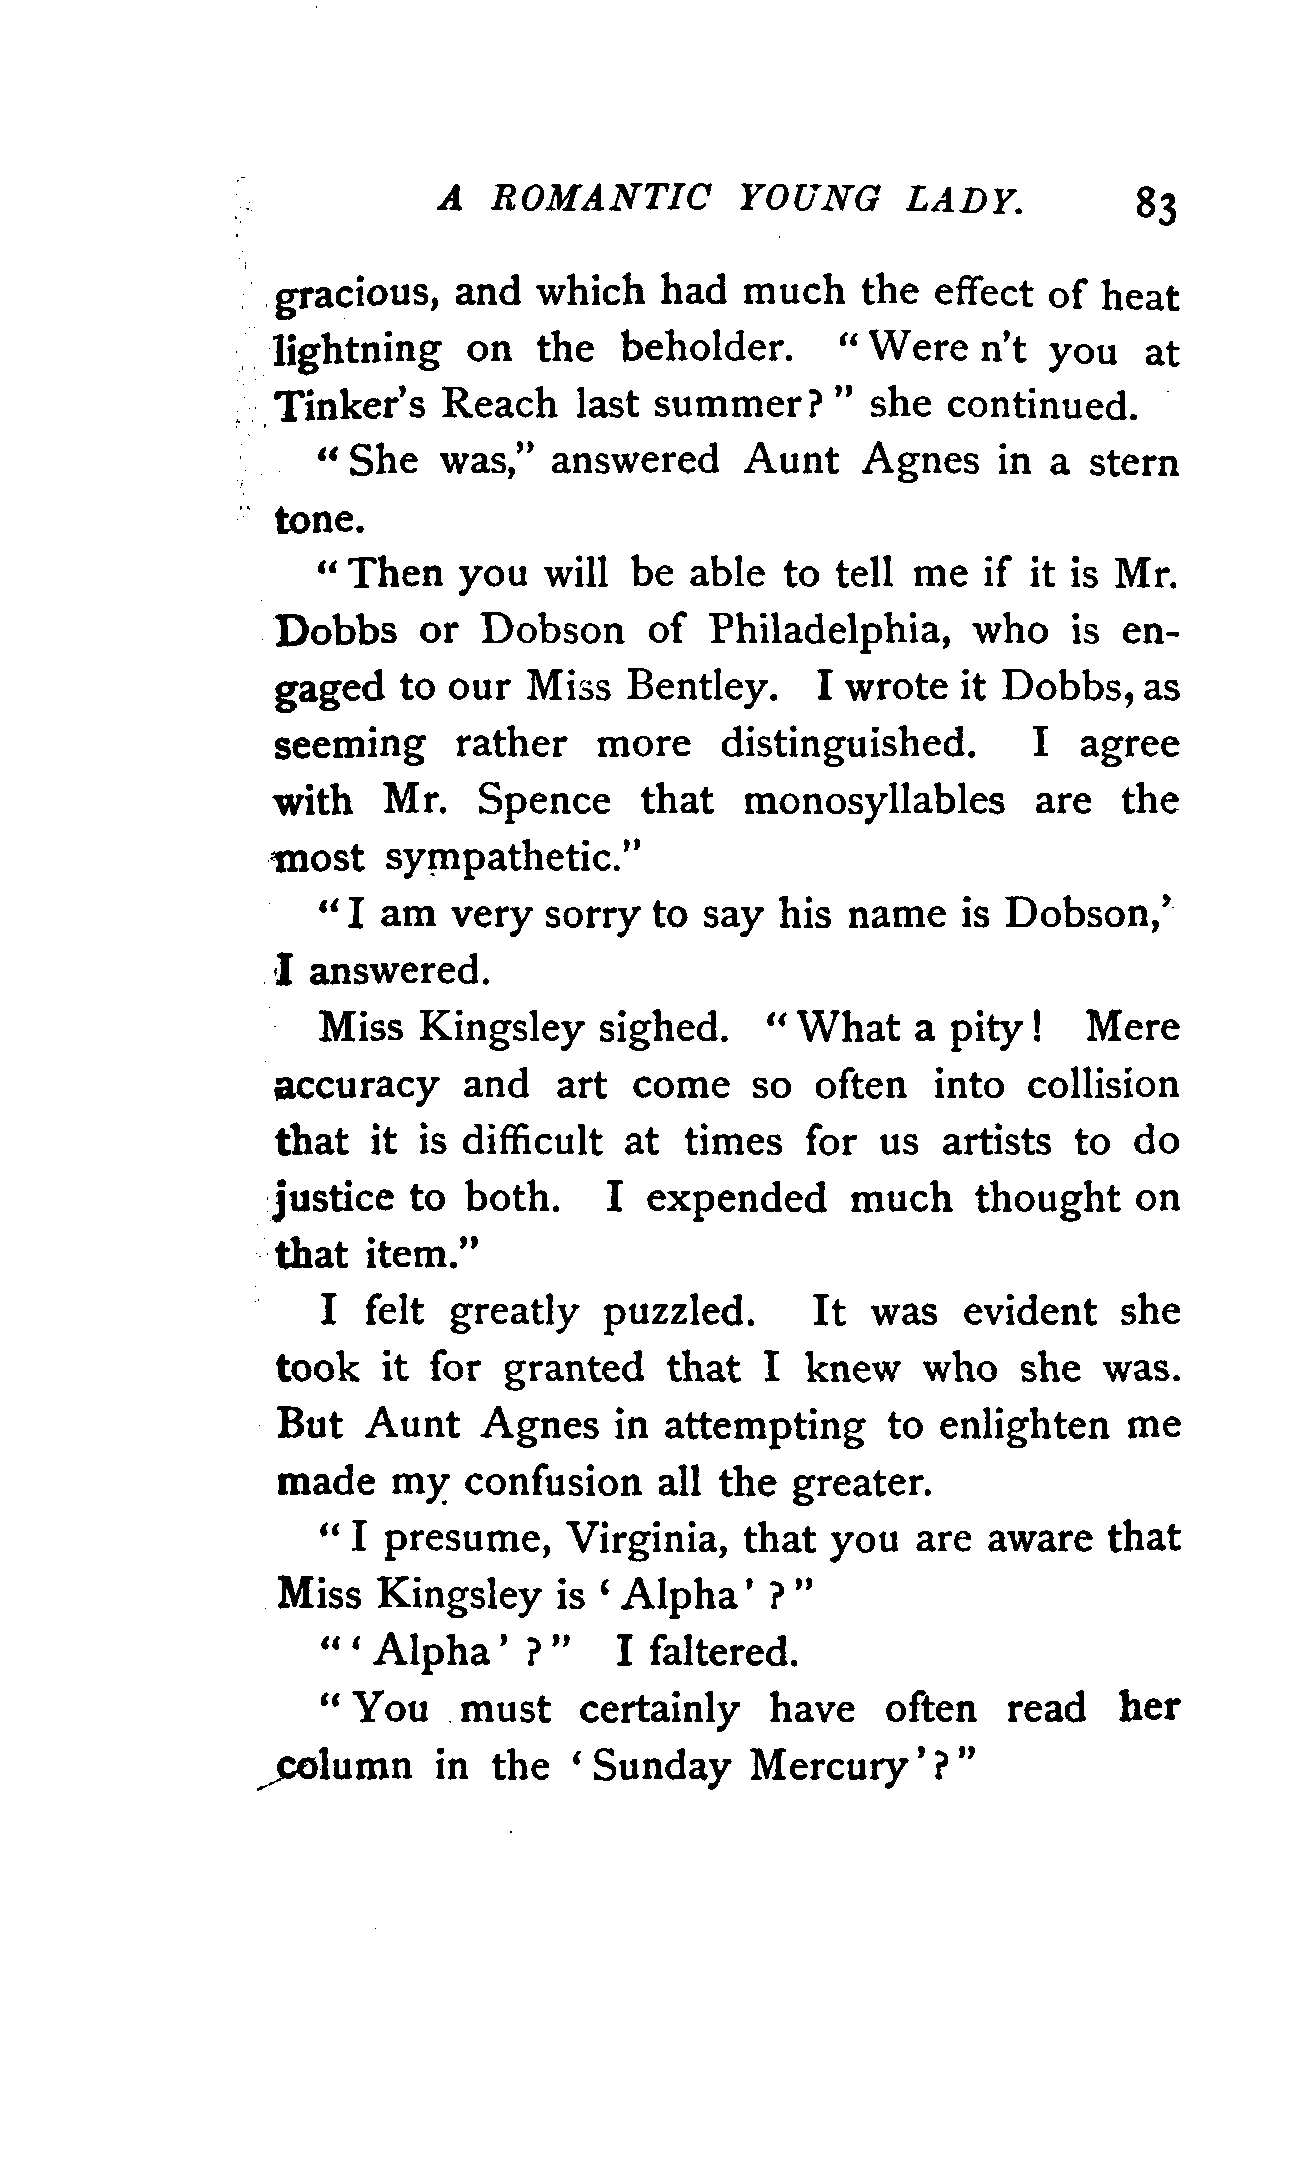 A ROMANTIC YOUNG LADY. 83
gracious, and which had much the effect of heat
lightning on the beholder. " Were n't you at
Tinker's Reach last summer? " she continued.
" She was," answered Aunt Agnes in a stern
tone.
" Then you will be able to tell me if it is Mr.
Dobbs or Dobson of Philadelphia, who is en-
gaged to our Miss Bentley. I wrote it Dobbs, as
seeming rather more distinguished. I agree
with Mr. Spence that monosyllables are the
most sympathetic."
" I am very sorry to say his name is Dobson,'
I answered.
Miss Kingsley sighed. " What a pity ! Mere
accuracy and art come so often into collision
that it is difficult at times for us artists to do
justice to both. I expended much thought on
that item."
I felt greatly puzzled. It was evident she
took it for granted that I knew who she was.
But Aunt Agnes in attempting to enlighten me
made my confusion all the greater.
" I presume, Virginia, that you are aware that
Miss Kingsley is ' Alpha ' ? "
" ' Alpha ' ? " I faltered.
" You must certainly have often read her
column in the ' Sunday Mercury ' ? "